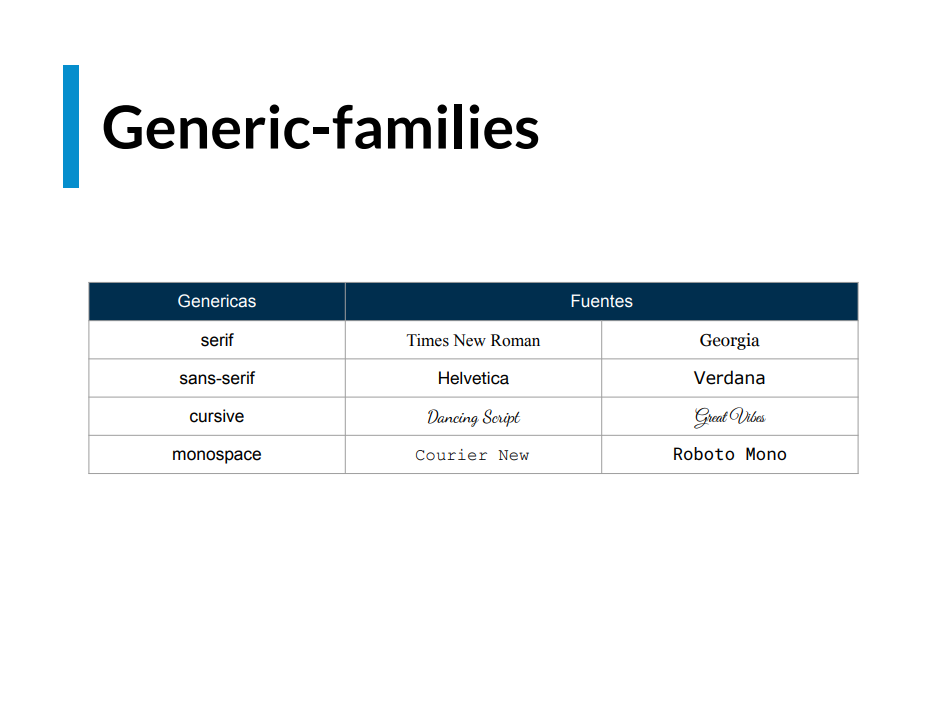 Generic-families
Genericas Fuentes
serif Times New Roman Georgia
sans-serif Helvetica Verdana
cursive Dancing Script Great Vibes
monospace Courier New Roboto Mono